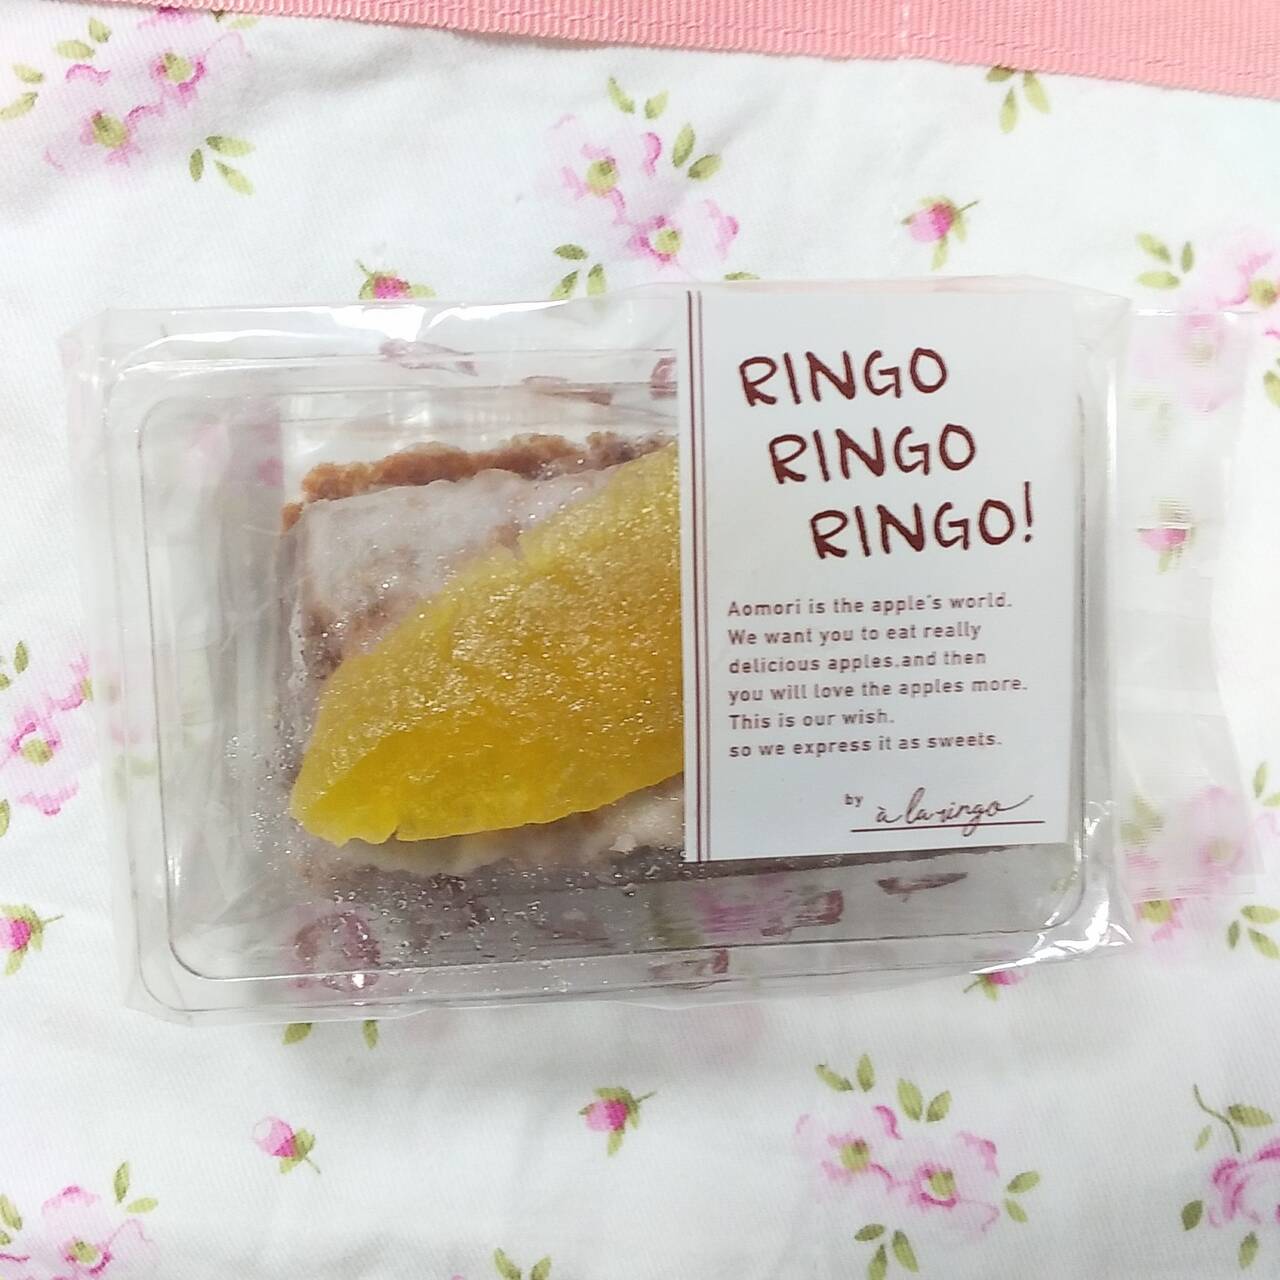 RINGO
RINGO
RINGO!
Aomori is the apple's world.
We want you to eat really
delicious apples,and then
you will love the apples more.
This is our wish.
so we express it as sweets.
by à la ringo